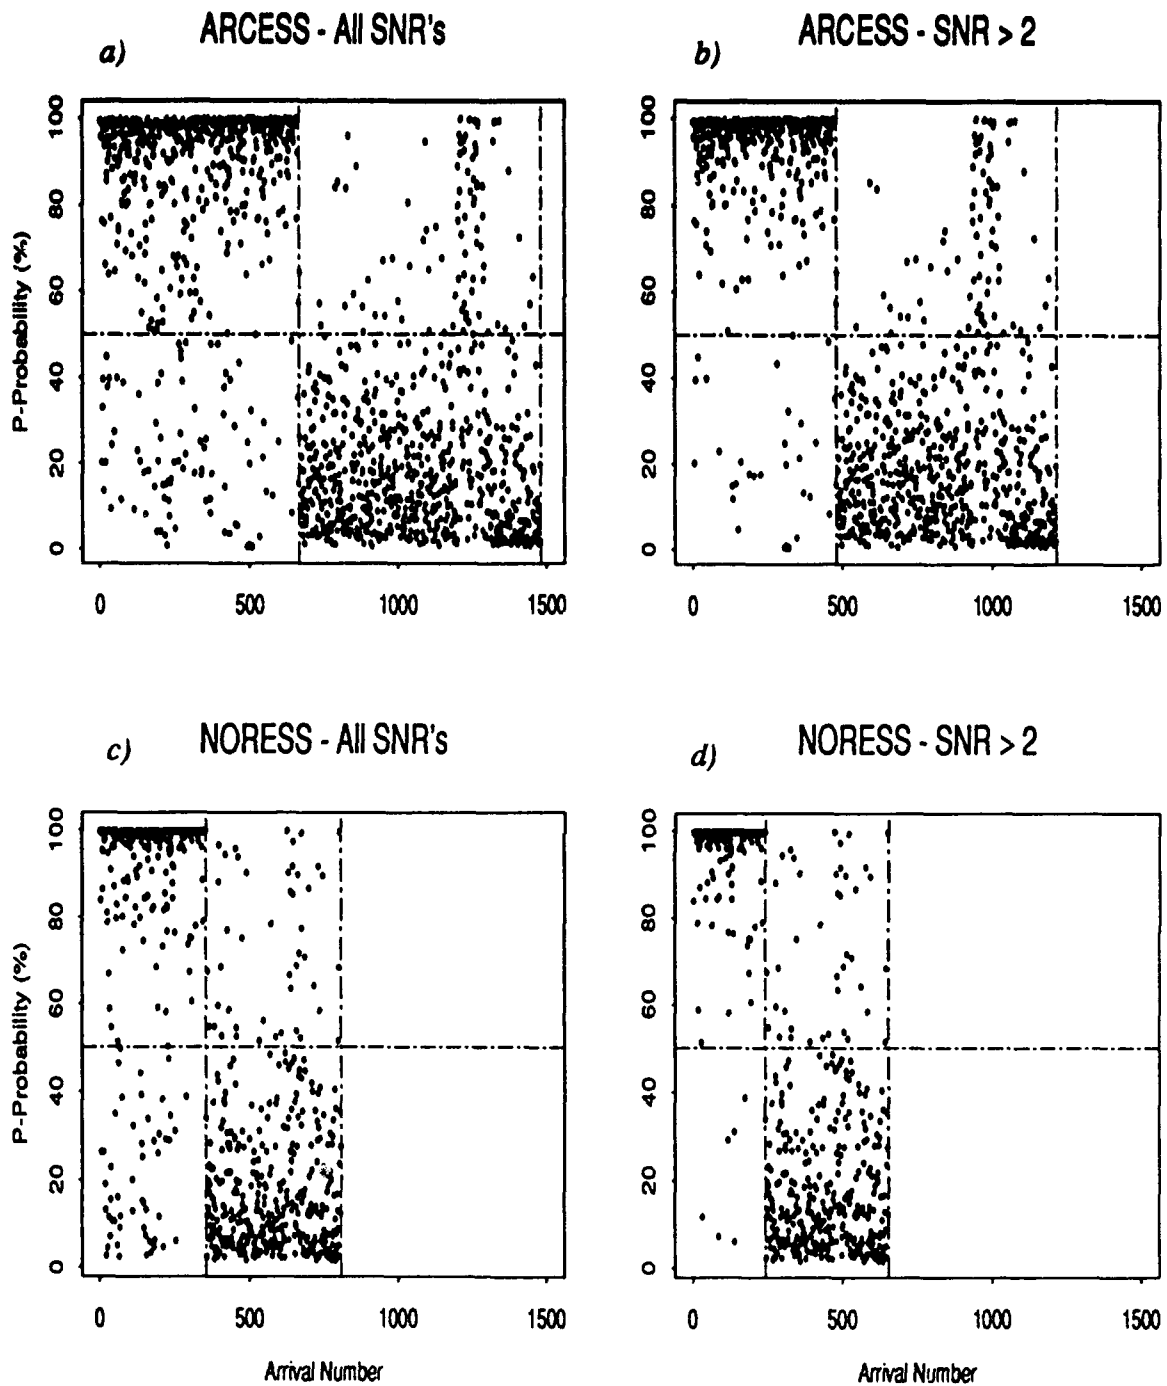 a) ARCESS - All SNR's
b) ARCESS - SNR > 2
P-Probability (%)
100
80
60
40
20
0
0 500 1000 1500
100
80
60
40
20
0
0 500 1000 1500
c) NORESS - All SNR's
d) NORESS - SNR > 2
P-Probability (%)
100
80
60
40
20
0
0 500 1000 1500
Arrival Number
100
80
60
40
20
0
0 500 1000 1500
Arrival Number